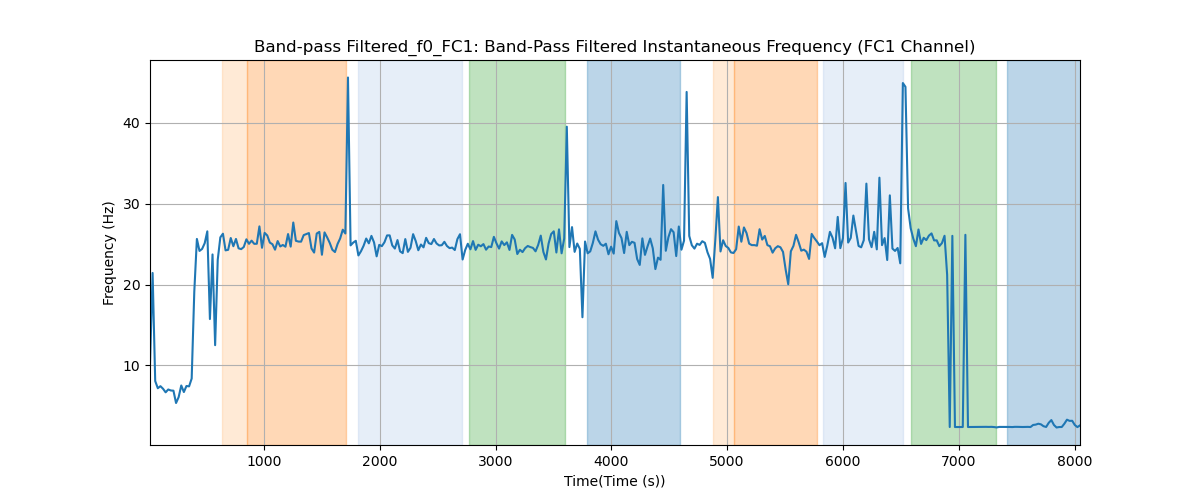 Band-pass Filtered_f0_FC1: Band-Pass Filtered Instantaneous Frequency (FC1 Channel)
Frequency (Hz)
40
30
20
10
1000 2000 3000 4000 5000 6000 7000 8000
Time(Time (s))